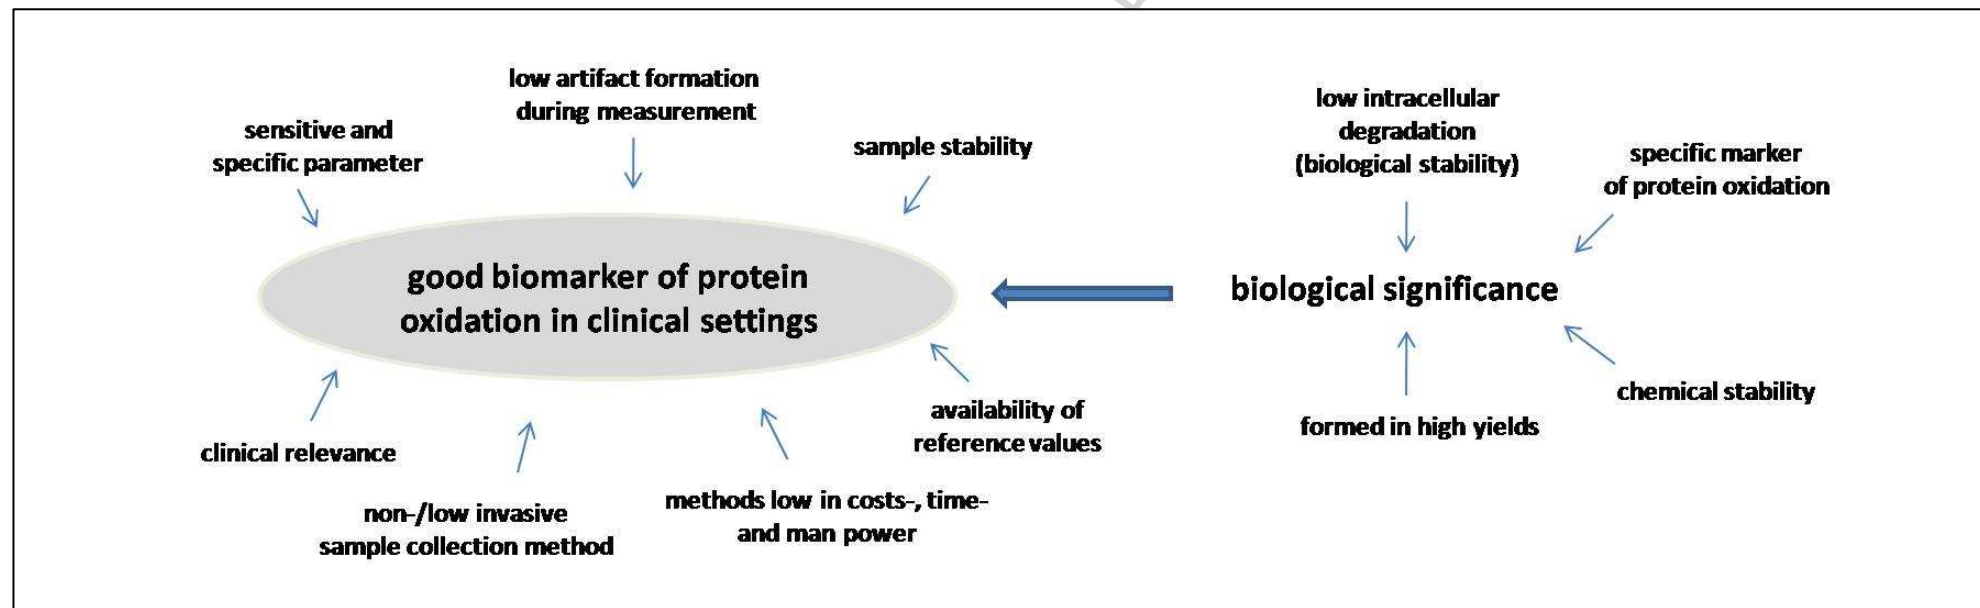 low artifact formation
during measurement
sensitive and
specific parameter
sample stability
good biomarker of protein
oxidation in clinical settings
clinical relevance
non-/low invasive
sample collection method
methods low in costs-, time-
and man power
availability of
reference values
low intracellular
degradation
(biological stability)
specific marker
of protein oxidation
biological significance
formed in high yields
chemical stability